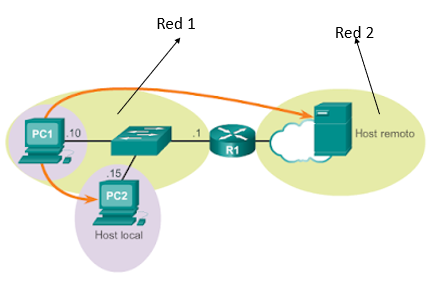 Red 1
Red 2
.10
PC1
.1
R1
Host remoto
.15
PC2
Host local